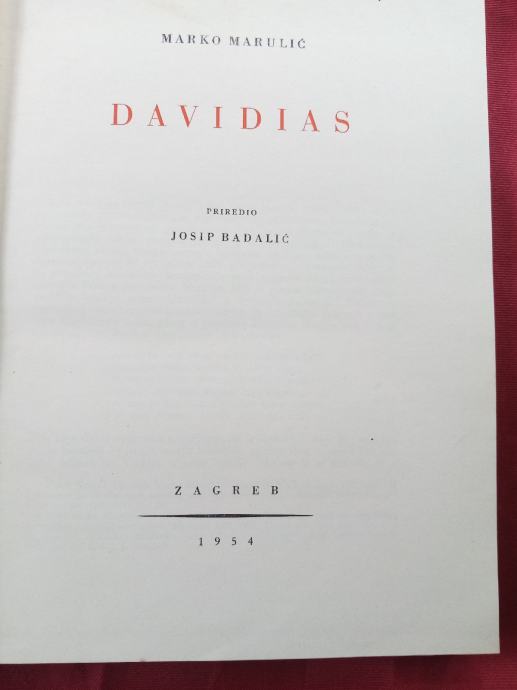 MARKO MARULIĆ
DAVIDIAS
PRIREDIO
JOSIP BADALIĆ
ZAGREB
1954